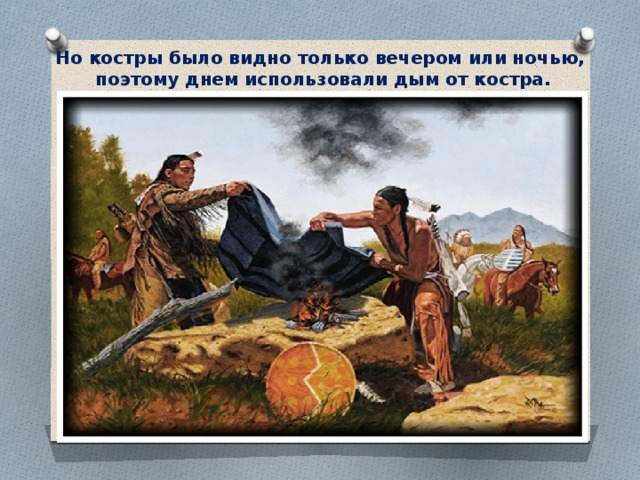 Но костры было видно только вечером или ночью,
поэтому днем использовали дым от костра.